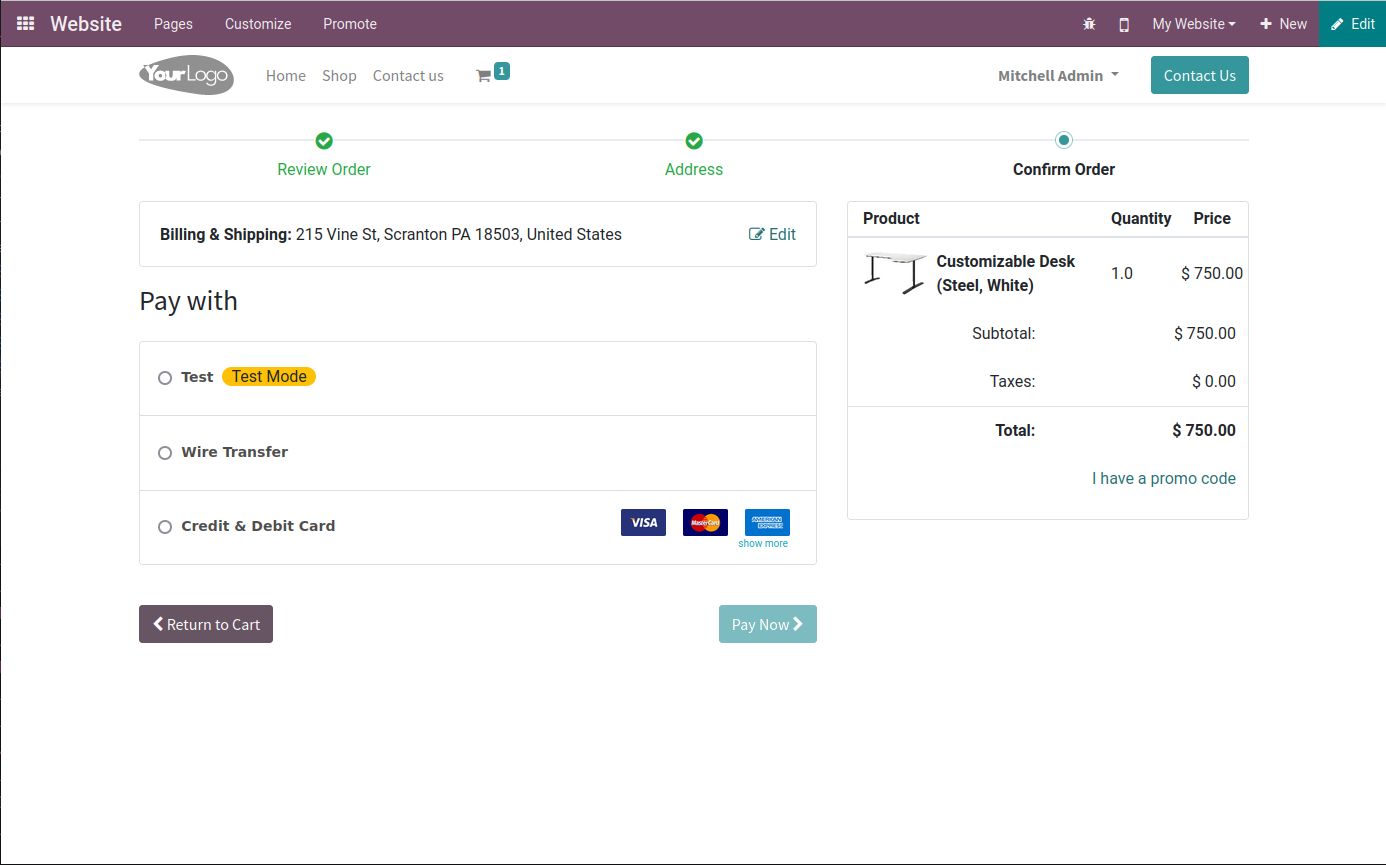 Website Pages Customize Promote My Website New Edit
YourLogo Home Shop Contact us 1 Mitchell Admin Contact Us
Review Order Address Confirm Order
Billing & Shipping: 215 Vine St, Scranton PA 18503, United States Edit
Pay with
Test Test Mode
Wire Transfer
Credit & Debit Card VISA MasterCard AMERICAN EXPRESS
show more
Return to Cart Pay Now
Product Quantity Price
Customizable Desk
(Steel, White) 1.0 $ 750.00
Subtotal: $ 750.00
Taxes: $ 0.00
Total: $ 750.00
I have a promo code